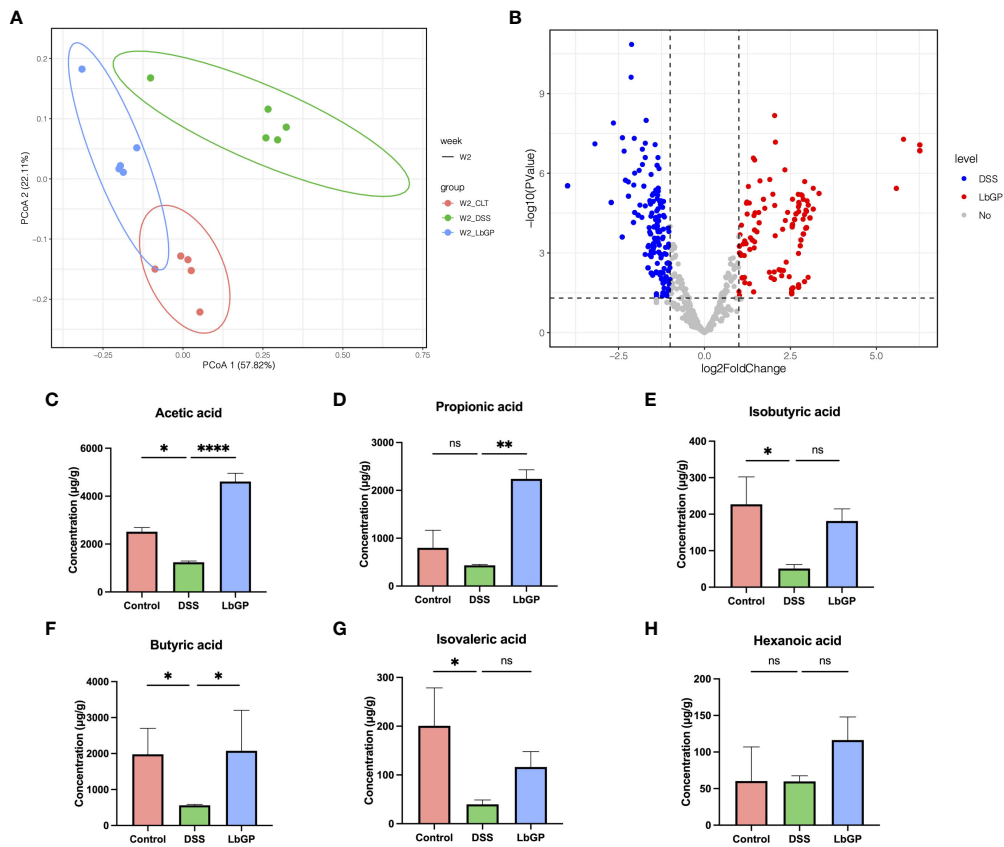 A
PCoA 2 (22.11%)
0.2
0.1
0.0
−0.1
−0.2
−0.25
0.00
0.25
0.50
0.75
PCoA 1 (57.82%)
week
W2
group
W2_CLT
W2_DSS
W2_LbGP
B
−log10(PValue)
9
6
3
0
−2.5
0.0
2.5
5.0
log2FoldChange
level
DSS
LbGP
No
C
Acetic acid
Concentration (µg/g)
6000
4000
2000
0
* ****
Control DSS LbGP
D
Propionic acid
Concentration (µg/g)
3000
2000
1000
0
ns **
Control DSS LbGP
E
Isobutyric acid
Concentration (µg/g)
400
300
200
100
0
* ns
Control DSS LbGP
F
Butyric acid
Concentration (µg/g)
4000
3000
2000
1000
0
* *
Control DSS LbGP
G
Isovaleric acid
Concentration (µg/g)
300
200
100
0
* ns
Control DSS LbGP
H
Hexanoic acid
Concentration (µg/g)
200
150
100
50
0
ns ns
Control DSS LbGP